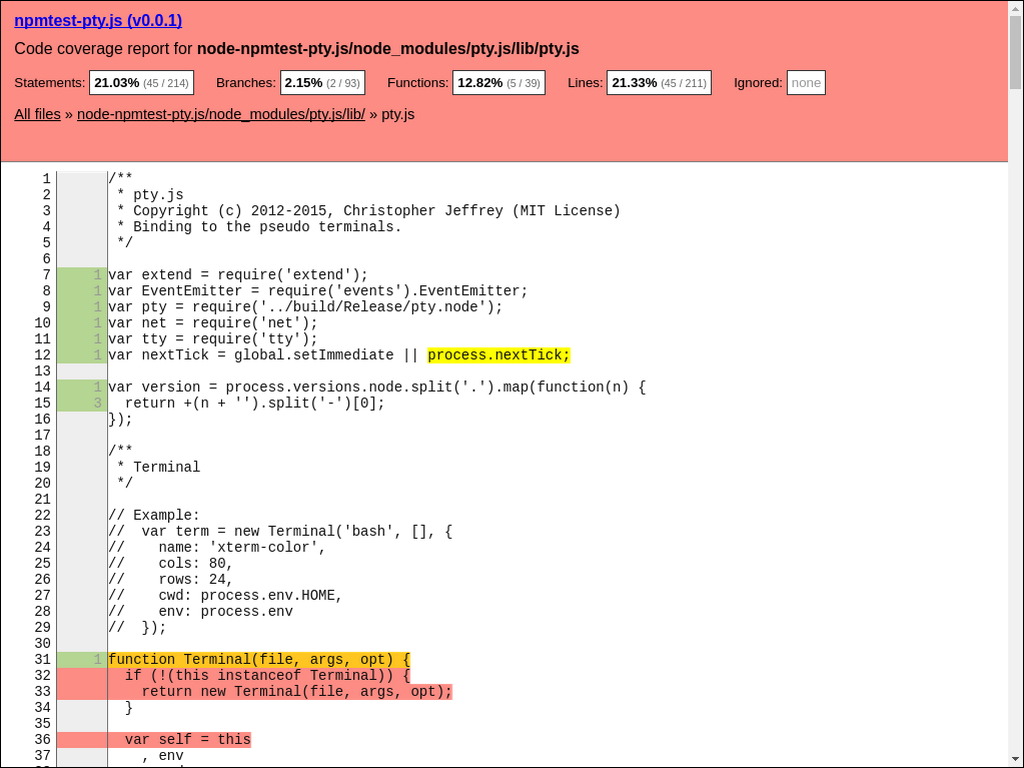 npmtest-pty.js (v0.0.1)
Code coverage report for node-npmtest-pty.js/node_modules/pty.js/lib/pty.js
Statements: 21.03% (45 / 214) Branches: 2.15% (2 / 93) Functions: 12.82% (5 / 39) Lines: 21.33% (45 / 211) Ignored: none
All files » node-npmtest-pty.js/node_modules/pty.js/lib/ » pty.js
1 /**
2  * pty.js
3  * Copyright (c) 2012-2015, Christopher Jeffrey (MIT License)
4  * Binding to the pseudo terminals.
5  */
6
7 1 var extend = require('extend');
8 1 var EventEmitter = require('events').EventEmitter;
9 1 var pty = require('../build/Release/pty.node');
10 1 var net = require('net');
11 1 var tty = require('tty');
12 1 var nextTick = global.setImmediate || process.nextTick;
13
14 1 var version = process.versions.node.split('.').map(function(n) {
15 3   return +(n + '').split('-')[0];
16 });
17
18 /**
19  * Terminal
20  */
21
22 // Example:
23 //  var term = new Terminal('bash', [], {
24 //    name: 'xterm-color',
25 //    cols: 80,
26 //    rows: 24,
27 //    cwd: process.env.HOME,
28 //    env: process.env
29 //  });
30
31 1 function Terminal(file, args, opt) {
32   if (!(this instanceof Terminal)) {
33     return new Terminal(file, args, opt);
34   }
35
36   var self = this
37     , env